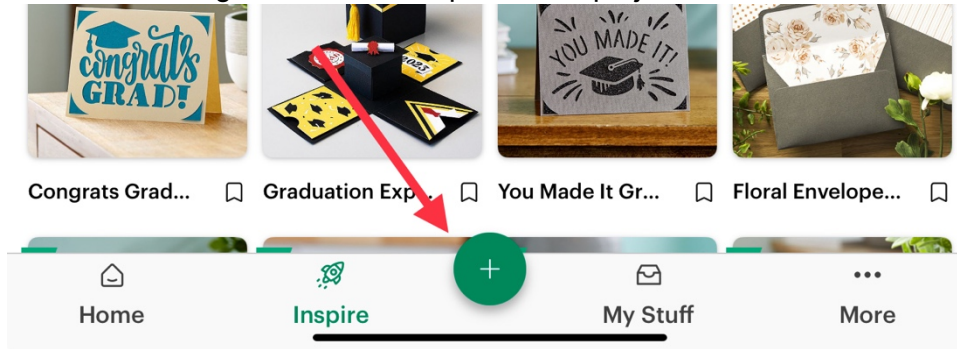 congrats
GRAD!
2023
YOU MADE IT!
Congrats Grad...
Graduation Exp...
You Made It Gr...
Floral Envelope...
Home
Inspire
My Stuff
More